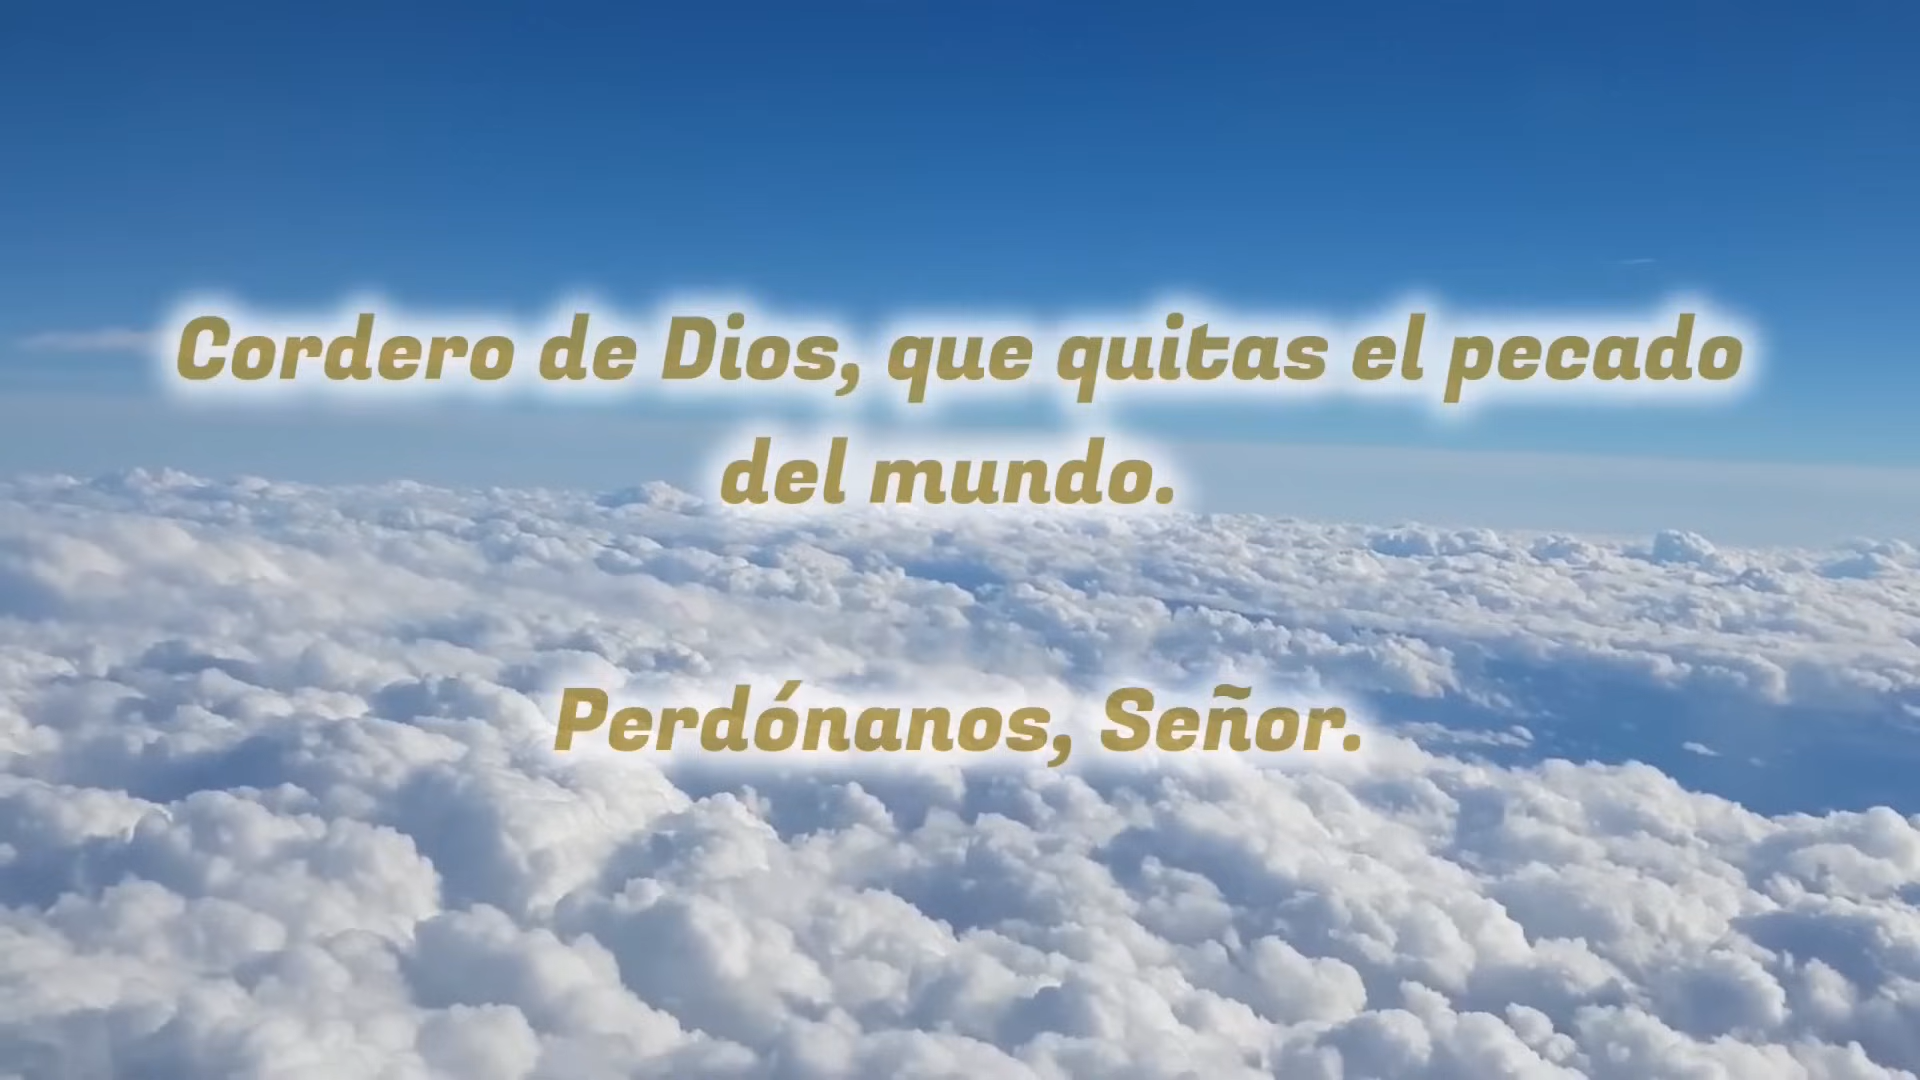 Cordero de Dios, que quitas el pecado
del mundo.
Perdónanos, Señor.